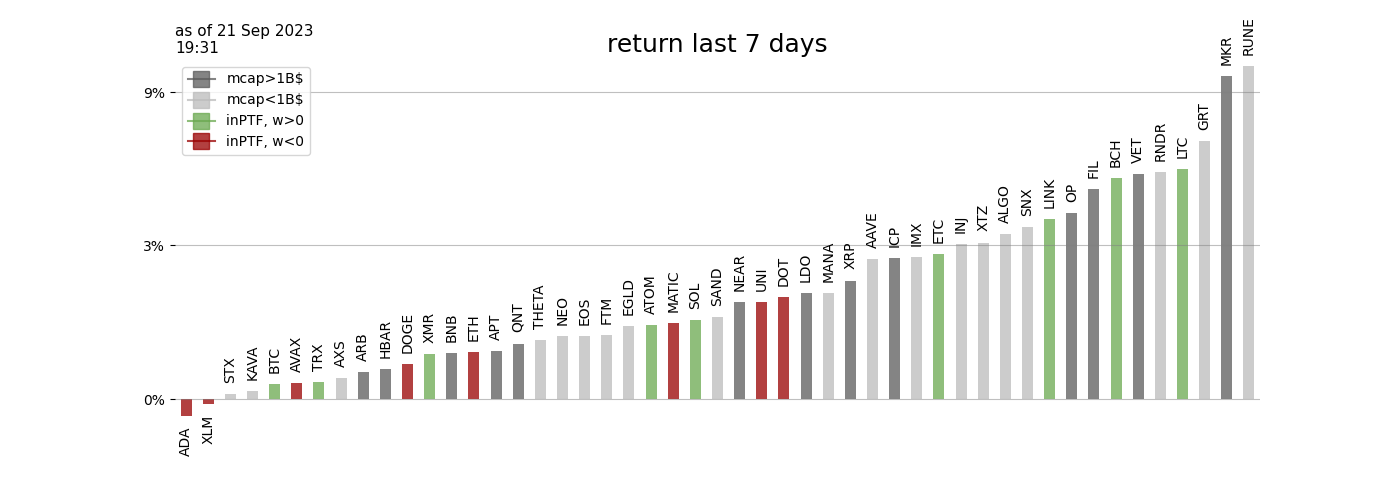 as of 21 Sep 2023
19:31
return last 7 days
mcap>1B$
mcap<1B$
inPTF, w>0
inPTF, w<0
9%
3%
0%
ADA
XLM
STX
KAVA
BTC
AVAX
TRX
AXS
ARB
HBAR
DOGE
XMR
BNB
ETH
APT
QNT
THETA
NEO
EOS
FTM
EGLD
ATOM
MATIC
SOL
SAND
NEAR
UNI
DOT
LDO
MANA
XRP
AAVE
ICP
IMX
ETC
INJ
XTZ
ALGO
SNX
LINK
OP
FIL
BCH
VET
RNDR
LTC
GRT
MKR
RUNE